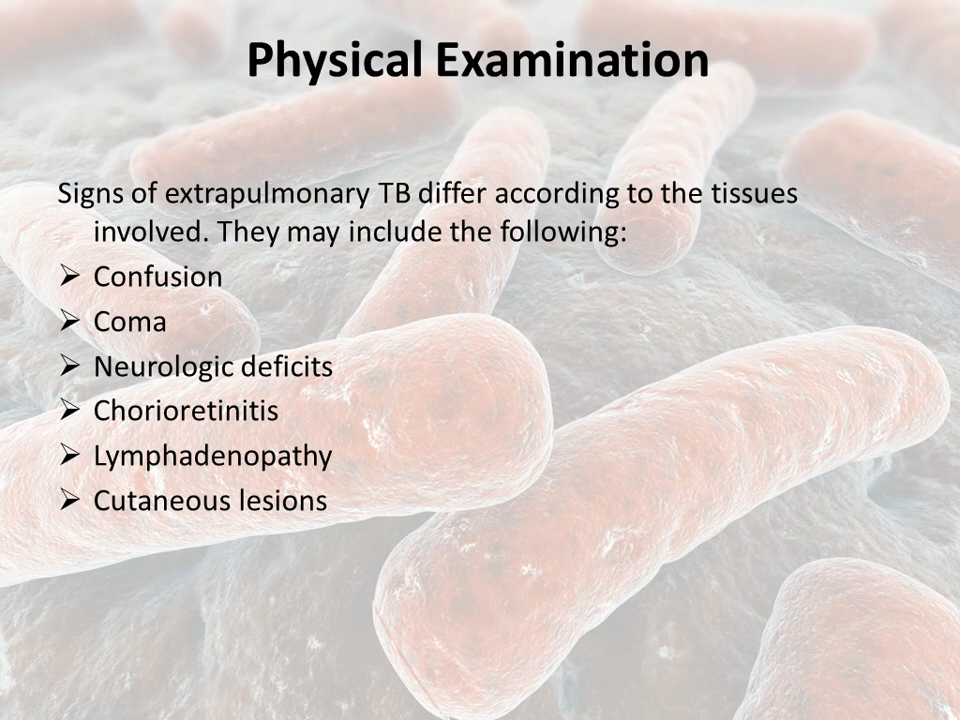 Physical Examination
Signs of extrapulmonary TB differ according to the tissues
involved. They may include the following:
➢ Confusion
➢ Coma
➢ Neurologic deficits
➢ Chorioretinitis
➢ Lymphadenopathy
➢ Cutaneous lesions